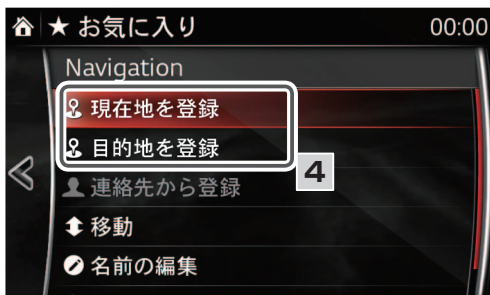 ★ お気に入り 00:00
Navigation
現在地を登録
目的地を登録
4
連絡先から登録
移動
名前の編集